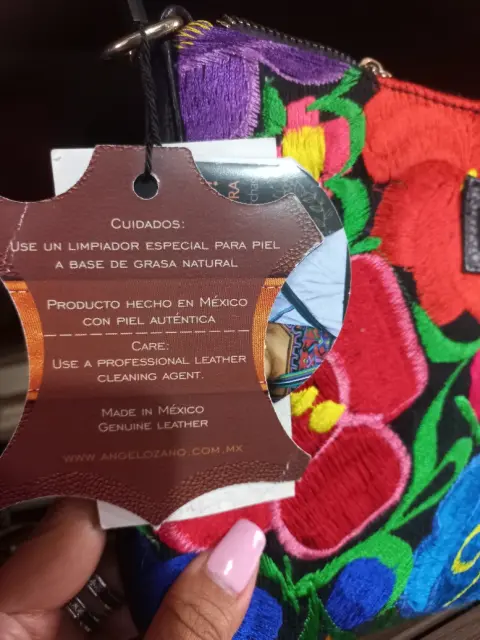 CUIDADOS:
USE UN LIMPIADOR ESPECIAL PARA PIEL
A BASE DE GRASA NATURAL
PRODUCTO HECHO EN MÉXICO
CON PIEL AUTÉNTICA
CARE:
USE A PROFESSIONAL LEATHER
CLEANING AGENT.
MADE IN MÉXICO
GENUINE LEATHER
WWW.ANGELOZANO.COM.MX